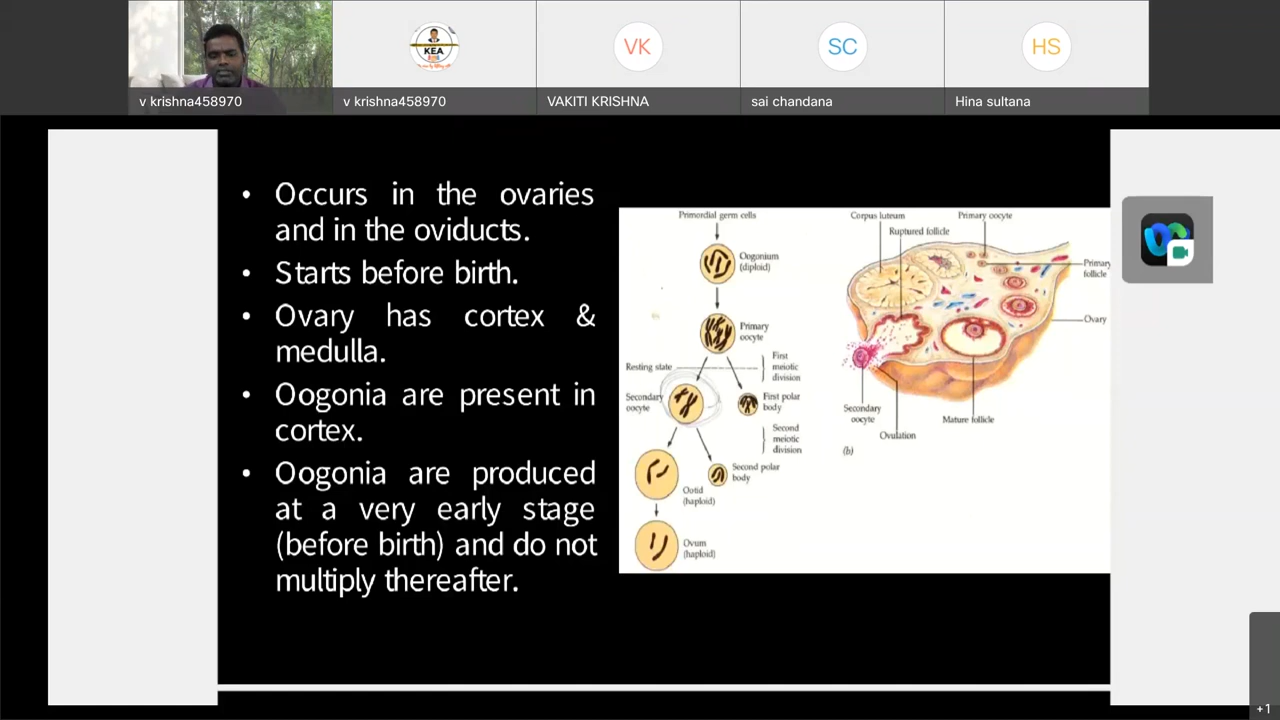 KEA
VK
SC
HS
v krishna458970
v krishna458970
VAKITI KRISHNA
sai chandana
Hina sultana
• Occurs in the ovaries
and in the oviducts.
• Starts before birth.
• Ovary has cortex &
medulla.
• Oogonia are present in
cortex.
• Oogonia are produced
at a very early stage
(before birth) and do not
multiply thereafter.
Primordial germ cells
Oogonium
(diploid)
Primary
oocyte
Resting state
First
meiotic
division
Secondary
oocyte
First polar
body
Second
meiotic
division
Second polar
body
Ootid
(haploid)
Ovum
(haploid)
Corpus luteum
Primary oocyte
Ruptured follicle
Primary
follicle
Ovary
Secondary
oocyte
Mature follicle
Ovulation
(b)
+1